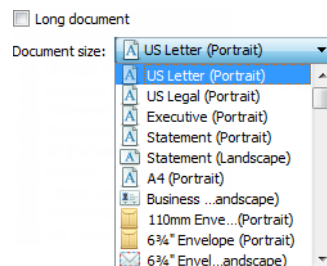 Long document
Document size: US Letter (Portrait)
US Letter (Portrait)
US Legal (Portrait)
Executive (Portrait)
Statement (Portrait)
Statement (Landscape)
A4 (Portrait)
Business ...andscape)
110mm Enve...(Portrait)
6¾" Envelope (Portrait)
6¾" Envel...andscape)